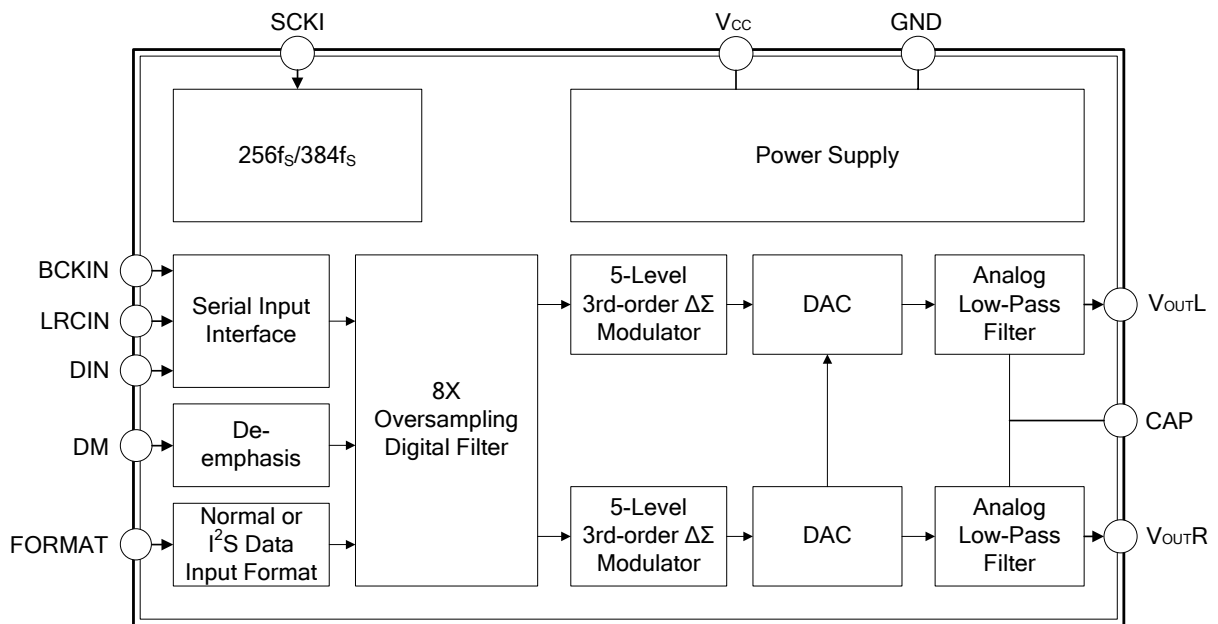 SCKI
VCC
GND
256fS/384fS
Power Supply
BCKIN
LRCIN
DIN
DM
FORMAT
Serial Input
Interface
De-
emphasis
Normal or
I²S Data
Input Format
8X
Oversampling
Digital Filter
5-Level
3rd-order ΔΣ
Modulator
DAC
Analog
Low-Pass
Filter
VOUTL
CAP
5-Level
3rd-order ΔΣ
Modulator
DAC
Analog
Low-Pass
Filter
VOUTR